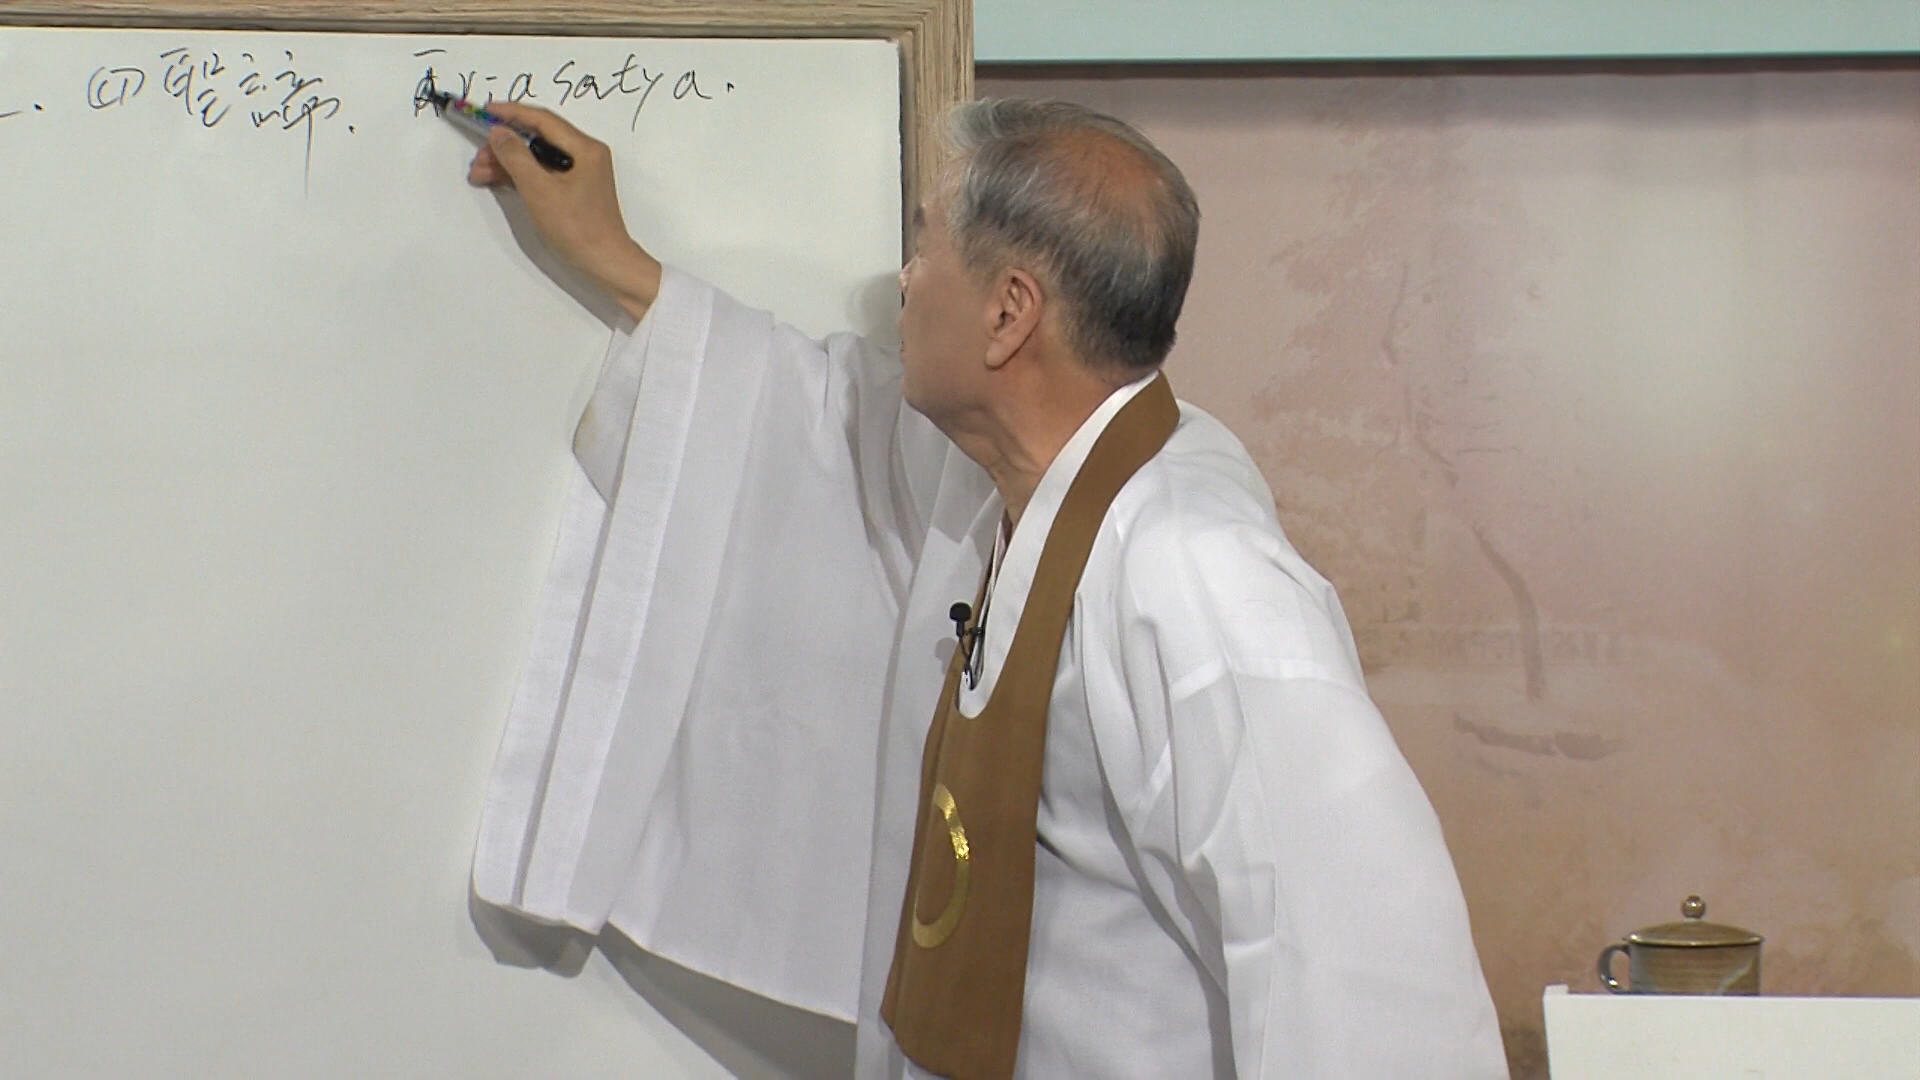 ㈣ 聖諦. Āriasatya.